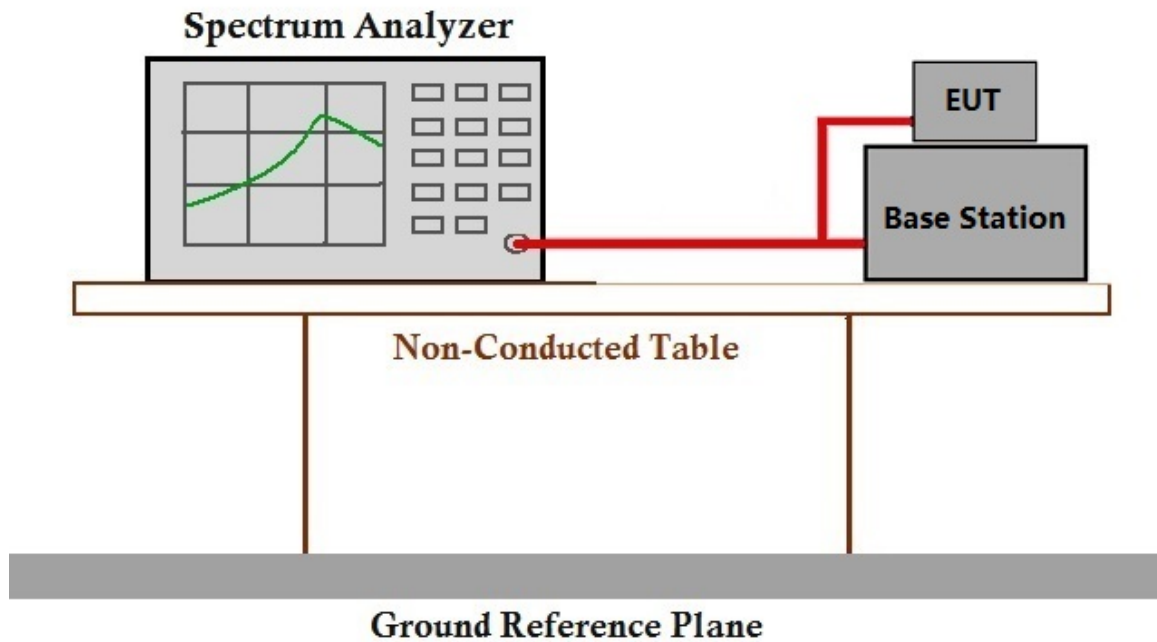 Spectrum Analyzer
EUT
Base Station
Non-Conducted Table
Ground Reference Plane